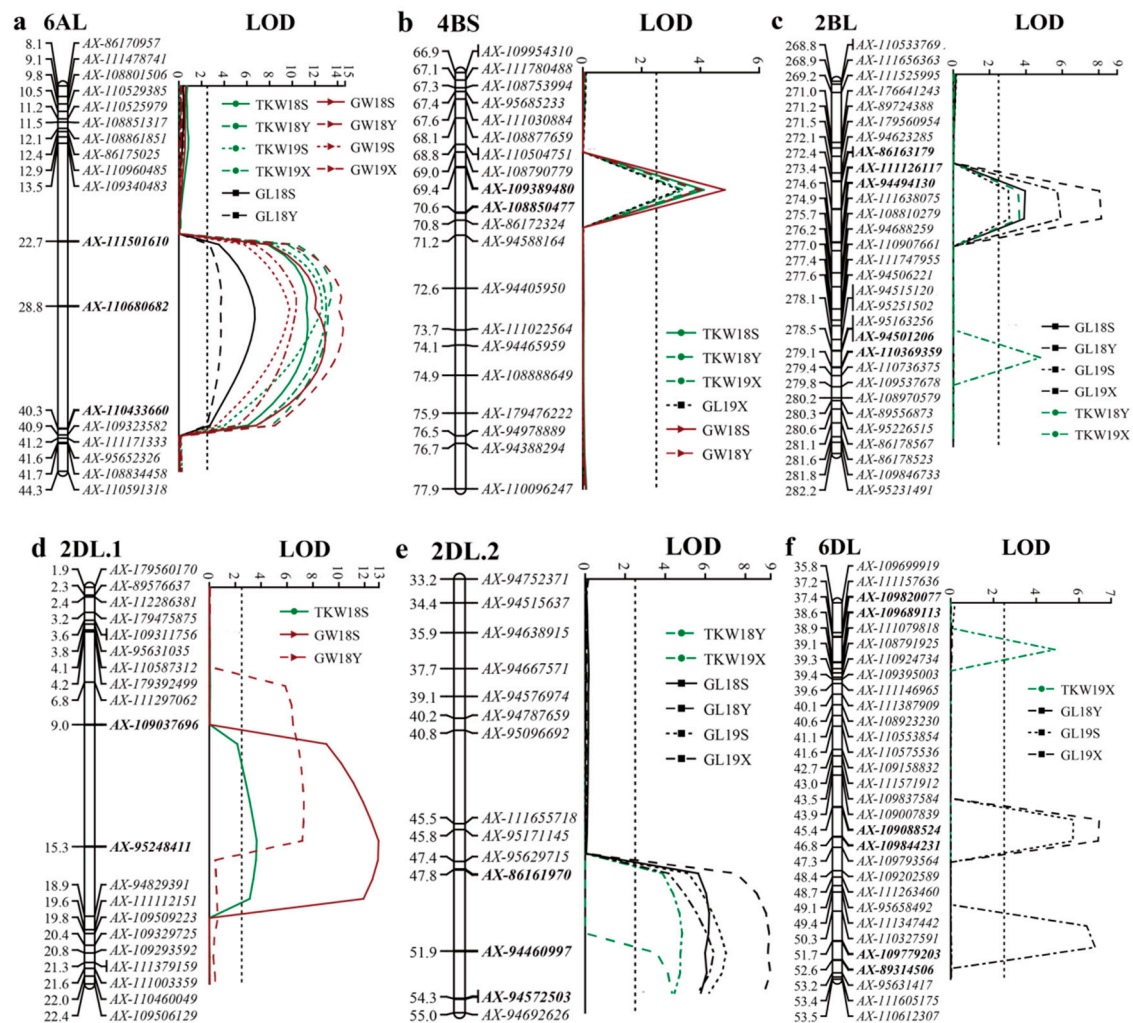 a 6AL LOD
8.1 AX-86170957
9.1 AX-111478741
9.8 AX-108801506
10.5 AX-110529385
11.2 AX-110525979
11.5 AX-108851317
12.1 AX-108861851
12.4 AX-86175025
12.9 AX-110960485
13.5 AX-109340483
22.7 AX-111501610
28.8 AX-110680682
40.3 AX-110433660
40.9 AX-109323582
41.2 AX-111171333
41.6 AX-95652326
41.7 AX-108834458
44.3 AX-110591318
0 2 4 6 8 10 12 15
TKW18S GW18S
TKW18Y GW18Y
TKW19S GW19S
TKW19X GW19X
GL18S
GL18Y
b 4BS LOD
66.9 AX-109954310
67.1 AX-111780488
67.3 AX-108753994
67.4 AX-95685233
67.6 AX-111030884
68.1 AX-108877659
68.8 AX-110504751
69.0 AX-108790779
69.4 AX-109389480
70.6 AX-108850477
70.8 AX-86172324
71.2 AX-94588164
72.6 AX-94405950
73.7 AX-111022564
74.1 AX-94465959
74.9 AX-108888649
75.9 AX-179476222
76.5 AX-94978889
76.7 AX-94388294
77.9 AX-110096247
0 2 4 6
TKW18S
TKW18Y
TKW19X
GL19X
GW18S
GW18Y
c 2BL LOD
268.8 AX-110533769
268.9 AX-111656363
269.2 AX-111525995
271.0 AX-176641243
271.2 AX-89724388
271.5 AX-179560954
272.1 AX-94623285
272.4 AX-86163179
273.4 AX-111126117
274.6 AX-94494130
274.9 AX-111638075
275.7 AX-108810279
276.2 AX-94688259
277.0 AX-110907661
277.4 AX-111747955
277.6 AX-94506221
AX-94515120
278.1 AX-95251502
AX-95163256
278.5 AX-94501206
279.1 AX-110369359
279.4 AX-110736375
279.8 AX-109537678
280.2 AX-108970579
280.3 AX-89556873
280.6 AX-95226515
281.1 AX-86178567
281.6 AX-86178523
281.8 AX-109846733
282.2 AX-95231491
0 2 4 6 8 9
GL18S
GL18Y
GL19S
GL19X
TKW18Y
TKW19X
d 2DL.1 LOD
1.9 AX-179560170
2.3 AX-89576637
2.4 AX-112286381
3.2 AX-179475875
3.6 AX-109311756
3.8 AX-95631035
4.1 AX-110587312
4.2 AX-179392499
6.8 AX-111297062
9.0 AX-109037696
15.3 AX-95248411
18.9 AX-94829391
19.6 AX-111112151
19.8 AX-109509223
20.4 AX-109329725
20.8 AX-109293592
21.3 AX-111379159
21.6 AX-111003359
22.0 AX-110460049
22.4 AX-109506129
0 2 4 6 8 10 13
TKW18S
GW18S
GW18Y
e 2DL.2 LOD
33.2 AX-94752371
34.4 AX-94515637
35.9 AX-94638915
37.7 AX-94667571
39.1 AX-94576974
40.2 AX-94787659
40.8 AX-95096692
45.5 AX-111655718
45.8 AX-95171145
47.4 AX-95629715
47.8 AX-86161970
51.9 AX-94460997
54.3 AX-94572503
55.0 AX-94692626
0 2 4 6 9
TKW18Y
TKW19X
GL18S
GL18Y
GL19S
GL19X
f 6DL LOD
35.8 AX-109699919
37.2 AX-111157636
37.4 AX-109820077
38.6 AX-109689113
38.9 AX-111079818
39.1 AX-108791925
39.3 AX-110924734
39.4 AX-109395003
39.6 AX-111146965
40.1 AX-111387909
40.6 AX-108923230
41.1 AX-110553854
41.6 AX-110575536
42.7 AX-109158832
43.0 AX-111571912
43.5 AX-109837584
43.9 AX-109007839
45.4 AX-109088524
46.8 AX-109844231
47.3 AX-109793564
48.4 AX-109202589
48.7 AX-111263460
49.1 AX-95658492
49.4 AX-111347442
50.3 AX-110327591
51.7 AX-109779203
52.6 AX-89314506
53.2 AX-95631417
53.4 AX-111605175
53.5 AX-110612307
0 2 4 7
TKW19X
GL18Y
GL19S
GL19X